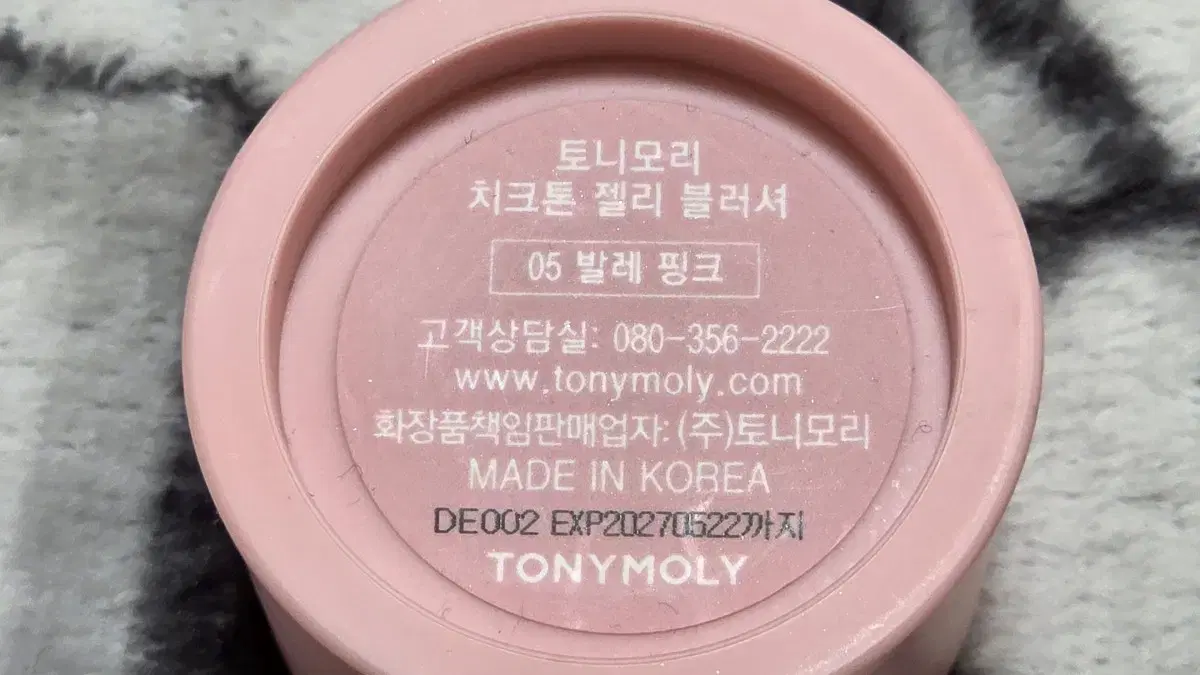 토니모리
치크톤 젤리 블러셔
05 발레 핑크
고객상담실: 080-356-2222
www.tonymoly.com
화장품책임판매업자: (주)토니모리
MADE IN KOREA
DE002 EXP20270522까지
TONYMOLY